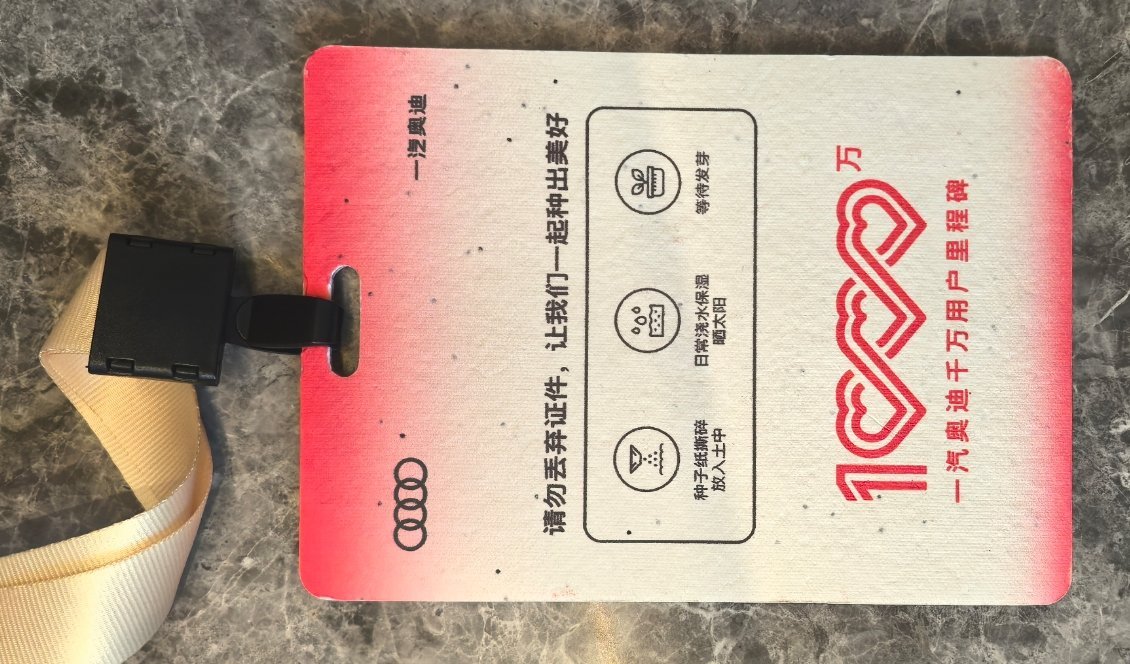 一汽奥迪
请勿丢弃证件，让我们一起种出美好
种子纸撕碎
放入土中
日常浇水保湿
晒太阳
等待发芽
1000万
一汽奥迪千万用户里程碑